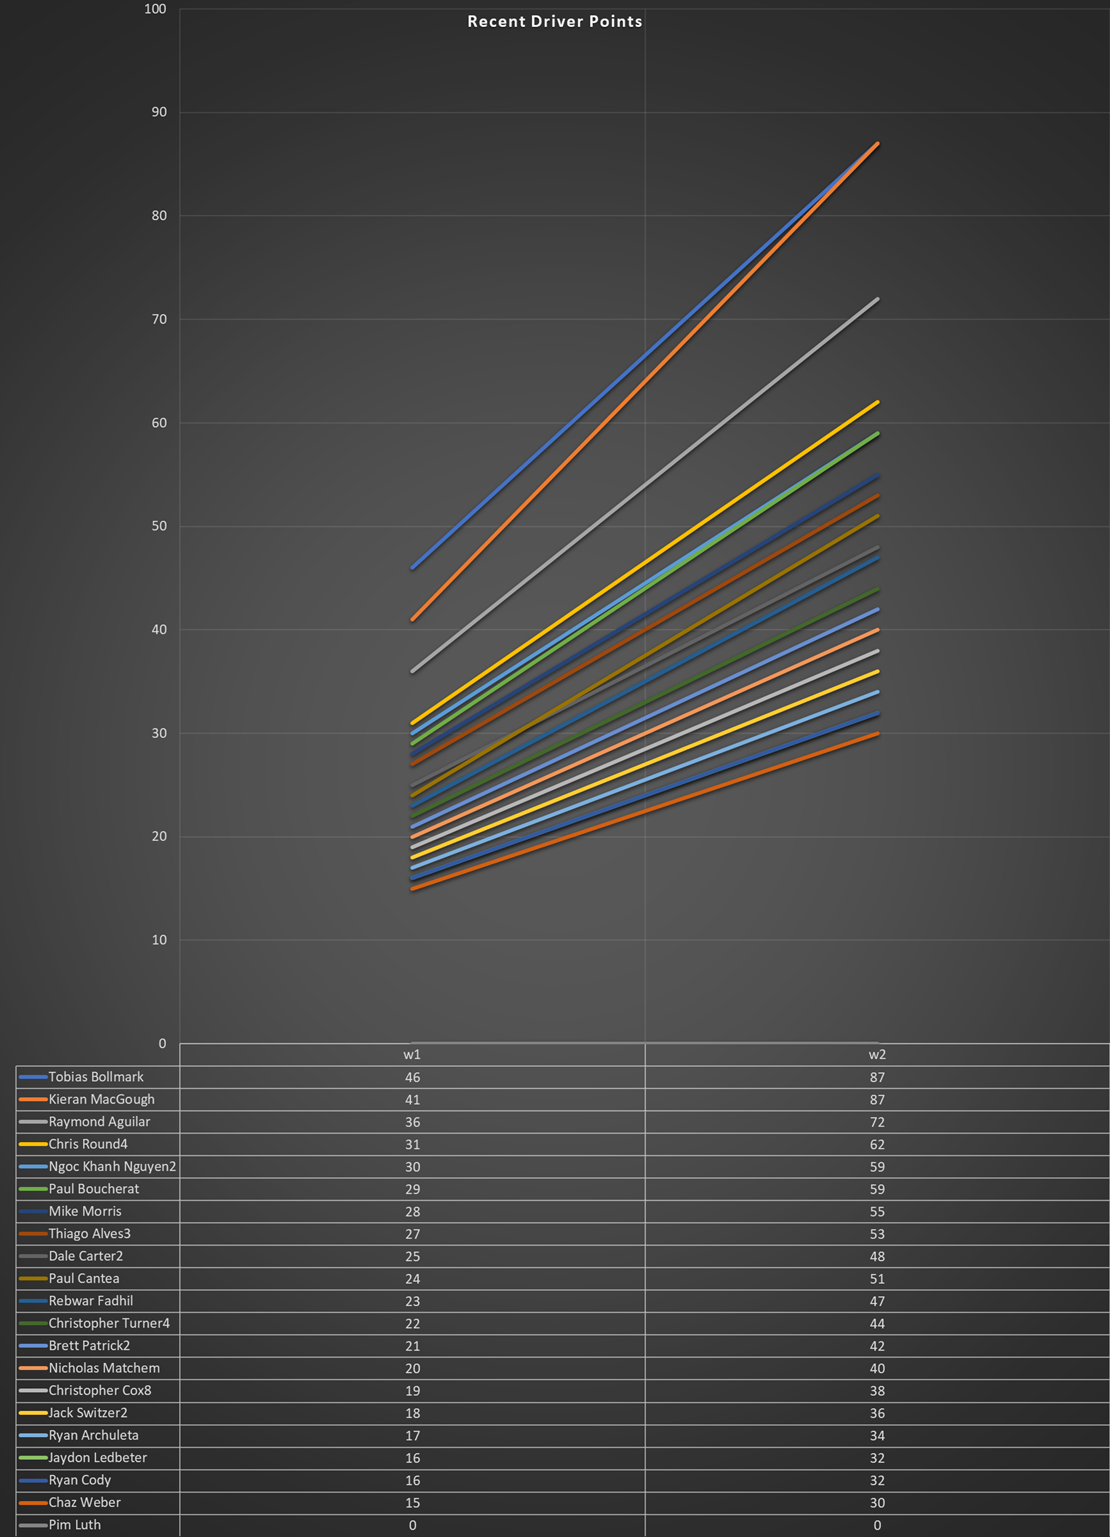 Recent Driver Points
100
90
80
70
60
50
40
30
20
10
0
w1 w2
Tobias Bollmark 46 87
Kieran MacGough 41 87
Raymond Aguilar 36 72
Chris Round4 31 62
Ngoc Khanh Nguyen2 30 59
Paul Boucherat 29 59
Mike Morris 28 55
Thiago Alves3 27 53
Dale Carter2 25 48
Paul Cantea 24 51
Rebwar Fadhil 23 47
Christopher Turner4 22 44
Brett Patrick2 21 42
Nicholas Matchem 20 40
Christopher Cox8 19 38
Jack Switzer2 18 36
Ryan Archuleta 17 34
Jaydon Ledbeter 16 32
Ryan Cody 16 32
Chaz Weber 15 30
Pim Luth 0 0